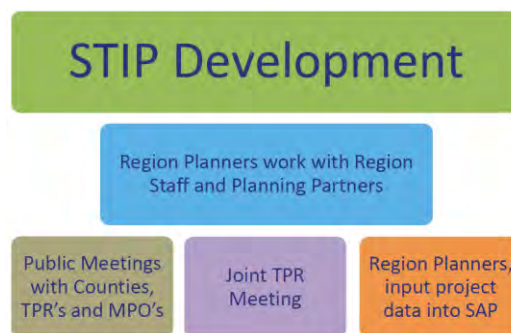 STIP Development
Region Planners work with Region
Staff and Planning Partners
Public Meetings
with Counties,
TPR's and MPO's
Joint TPR
Meeting
Region Planners,
input project
data into SAP